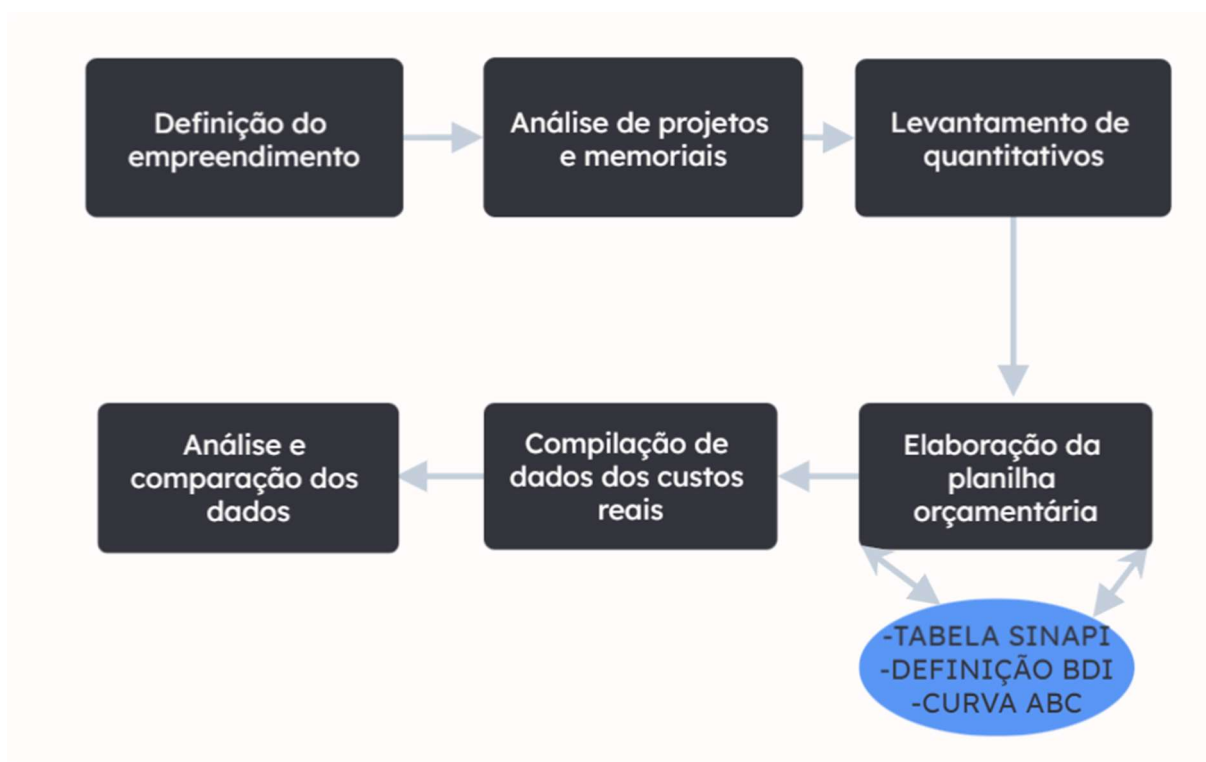 Definição do
empreendimento
Análise de projetos
e memoriais
Levantamento de
quantitativos
Elaboração da
planilha
orçamentária
Compilação de
dados dos custos
reais
Análise e
comparação dos
dados
-TABELA SINAPI
-DEFINIÇÃO BDI
-CURVA ABC